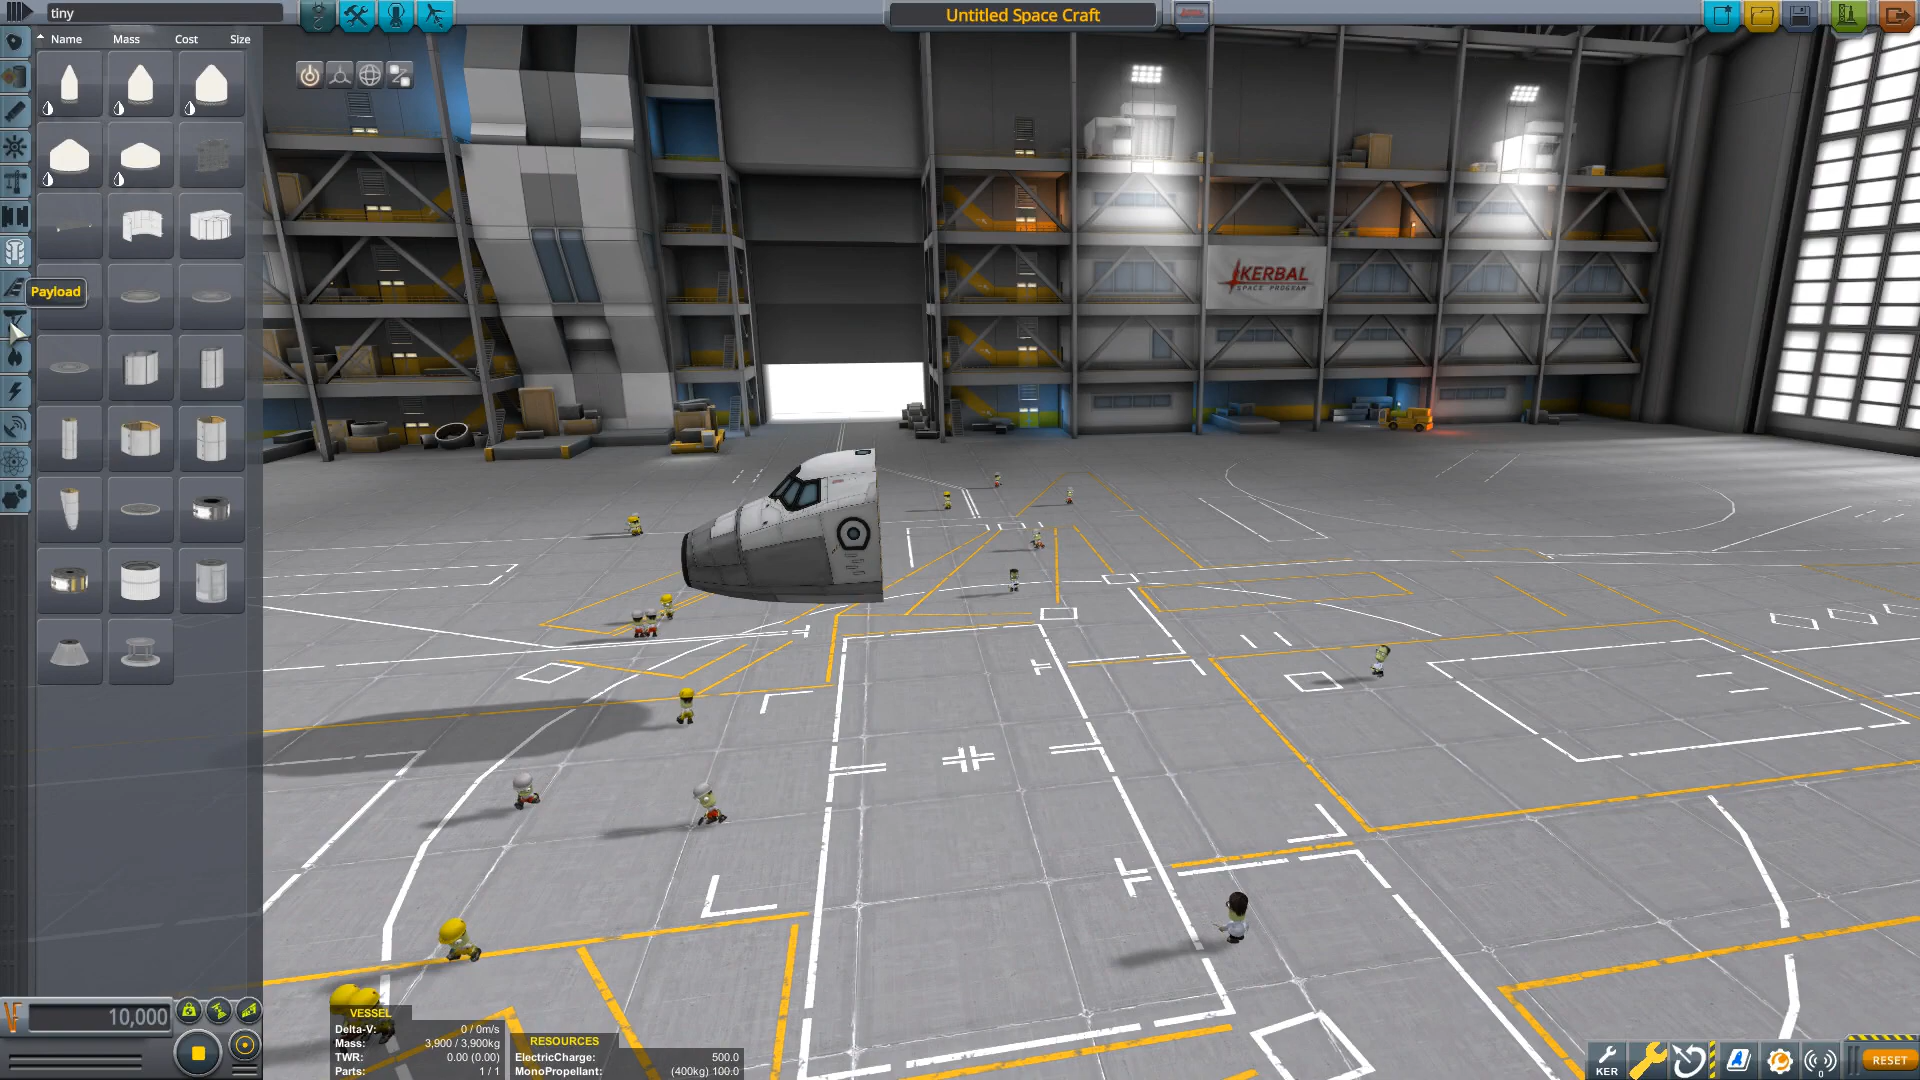 tiny
Untitled Space Craft
Name Mass Cost Size
Payload
KERBAL
SPACE PROGRAM
10,000
VESSEL
Delta-V: 0 / 0m/s
Mass: 3,900 / 3,900kg
TWR: 0.00 (0.00)
Parts: 1 / 1
RESOURCES
ElectricCharge: 500.0
MonoPropellant: (400kg) 100.0
KER
0
RESET